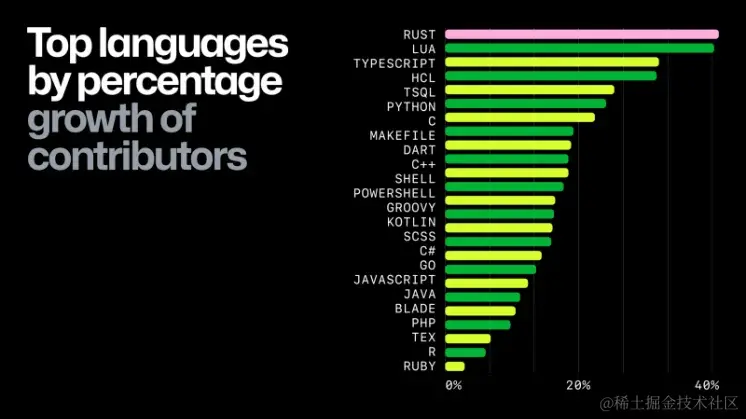 Top languages
by percentage
growth of
contributors
RUST
LUA
TYPESCRIPT
HCL
TSQL
PYTHON
C
MAKEFILE
DART
C++
SHELL
POWERSHELL
GROOVY
KOTLIN
SCSS
C#
GO
JAVASCRIPT
JAVA
BLADE
PHP
TEX
R
RUBY
0% 20% 40%
@稀土掘金技术社区